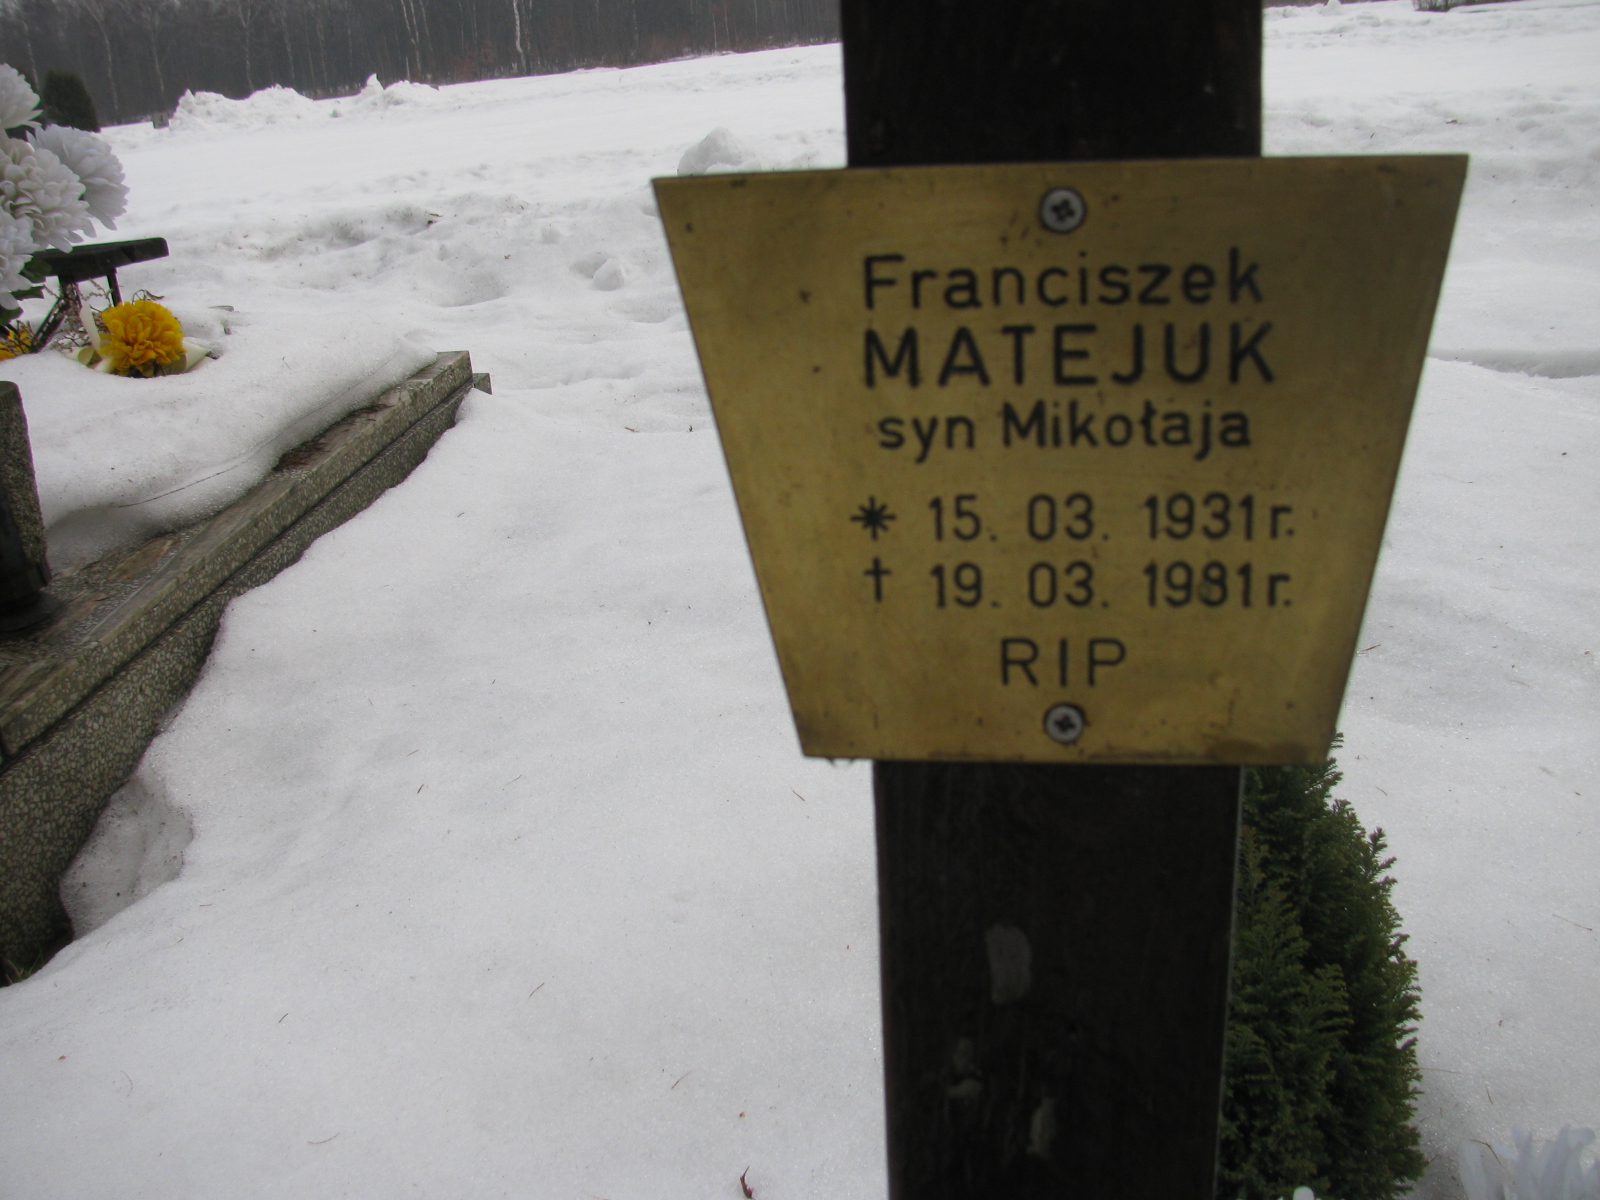 Franciszek
MATEJUK
syn Mikołaja
* 15. 03. 1931 r.
† 19. 03. 1981 r.
RIP